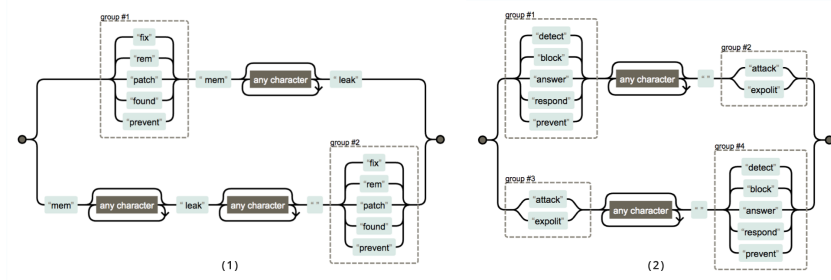 group #1
"fix"
"rem"
"patch"
"found"
"prevent"
" mem"
any character
" leak"
"mem"
any character
" leak"
any character
" "
group #2
"fix"
"rem"
"patch"
"found"
"prevent"
(1)
group #1
"detect"
"block"
"answer"
"respond"
"prevent"
any character
" "
group #2
"attack"
"expolit"
group #3
"attack"
"expolit"
any character
" "
group #4
"detect"
"block"
"answer"
"respond"
"prevent"
(2)